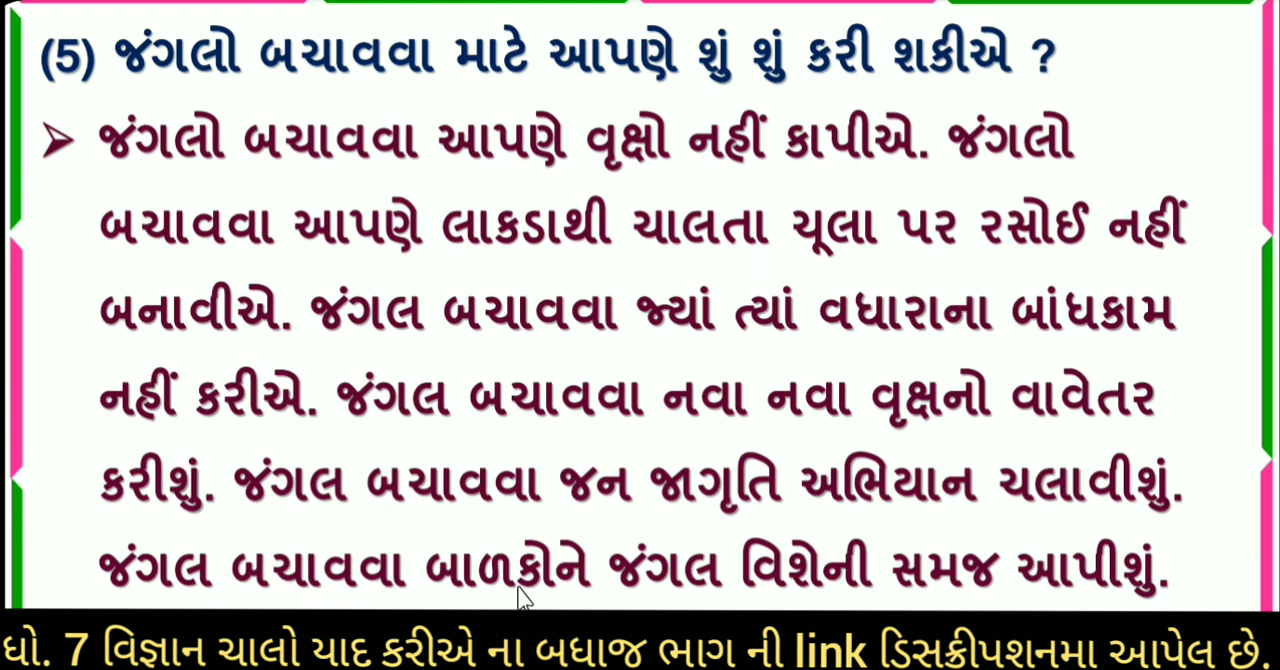 (5) જંગલો બચાવવા માટે આપણે શું શું કરી શકીએ ?
➢ જંગલો બચાવવા આપણે વૃક્ષો નહીં કાપીએ. જંગલો
બચાવવા આપણે લાકડાથી ચાલતા ચૂલા પર રસોઈ નહીં
બનાવીએ. જંગલ બચાવવા જ્યાં ત્યાં વધારાના બાંધકામ
નહીં કરીએ. જંગલ બચાવવા નવા નવા વૃક્ષનો વાવેતર
કરીશું. જંગલ બચાવવા જન જાગૃતિ અભિયાન ચલાવીશું.
જંગલ બચાવવા બાળકોને જંગલ વિશેની સમજ આપીશું.
ધો. 7 વિજ્ઞાન ચાલો યાદ કરીએ ના બધાજ ભાગ ની link ડિસક્રીપશનમા આપેલ છે.